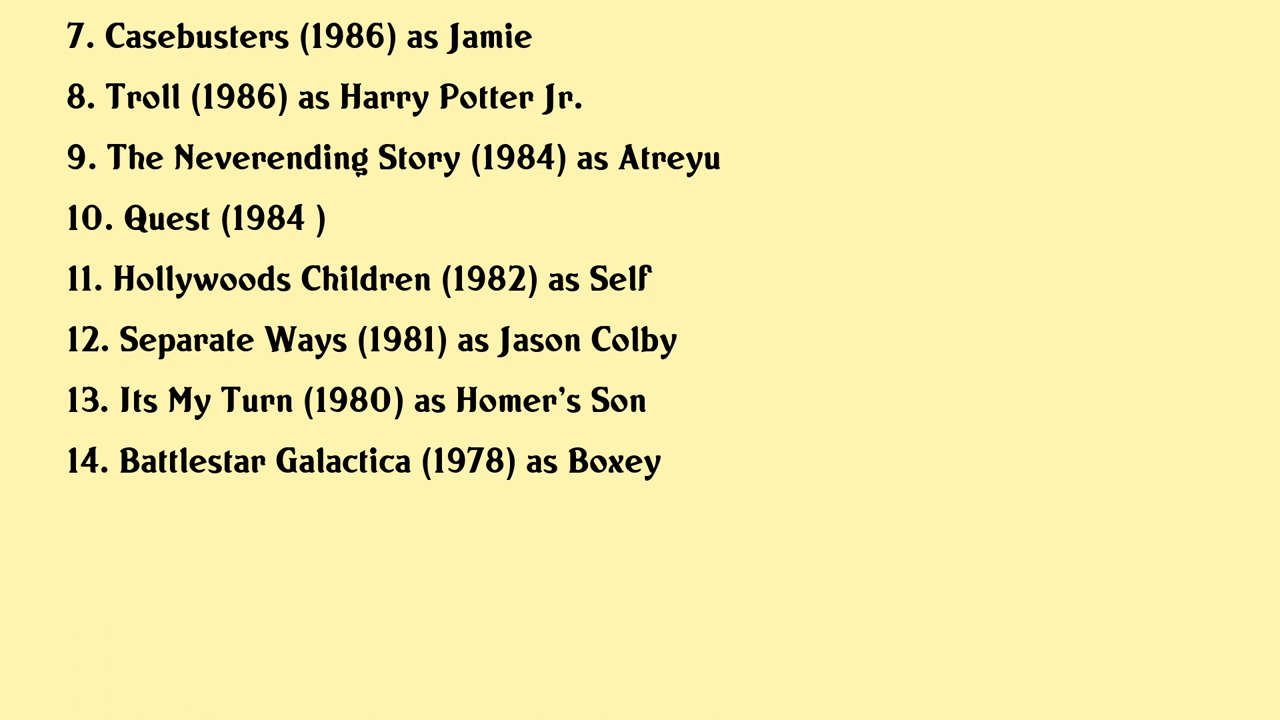 7. Casebusters (1986) as Jamie
8. Troll (1986) as Harry Potter Jr.
9. The Neverending Story (1984) as Atreyu
10. Quest (1984 )
11. Hollywoods Children (1982) as Self
12. Separate Ways (1981) as Jason Colby
13. Its My Turn (1980) as Homer's Son
14. Battlestar Galactica (1978) as Boxey